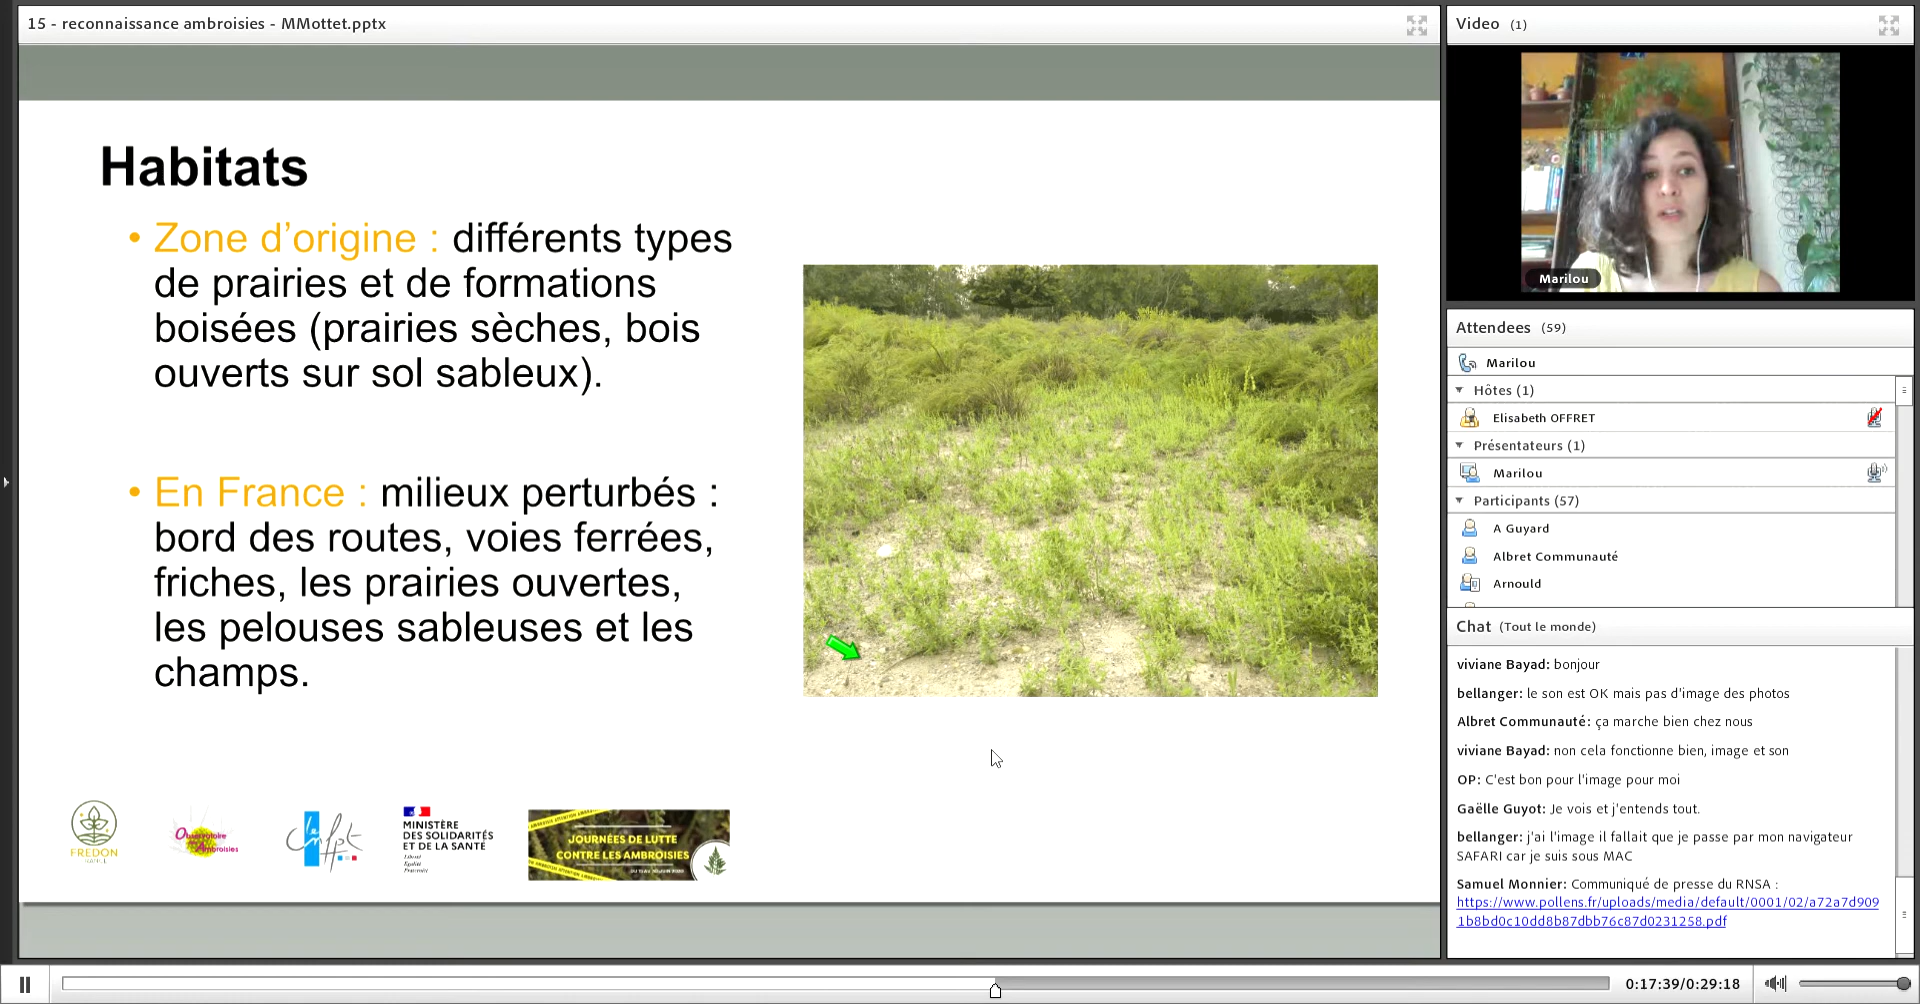 15 - reconnaissance ambroisies - MMottet.pptx
Habitats
• Zone d’origine : différents types
de prairies et de formations
boisées (prairies sèches, bois
ouverts sur sol sableux).
• En France : milieux perturbés :
bord des routes, voies ferrées,
friches, les prairies ouvertes,
les pelouses sableuses et les
champs.
FREDON
Observatoire
des Ambroisies
le cnfpt
MINISTÈRE
DES SOLIDARITÉS
ET DE LA SANTÉ
Liberté
Égalité
Fraternité
JOURNÉES DE LUTTE
CONTRE LES AMBROISIES
Video (1)
Marilou
Attendees (59)
Marilou
Hôtes (1)
Elisabeth OFFRET
Présentateurs (1)
Marilou
Participants (57)
A Guyard
Albret Communauté
Arnould
Chat (Tout le monde)
viviane Bayad: bonjour
bellanger: le son est OK mais pas d'image des photos
Albret Communauté: ça marche bien chez nous
viviane Bayad: non cela fonctionne bien, image et son
OP: C'est bon pour l'image pour moi
Gaëlle Guyot: Je vois et j'entends tout.
bellanger: j'ai l'image il fallait que je passe par mon navigateur
SAFARI car je suis sous MAC
Samuel Monnier: Communiqué de presse du RNSA :
https://www.pollens.fr/uploads/media/default/0001/02/a72a7d909
1b8bd0c10dd8b87dbb76c87d0231258.pdf
0:17:39/0:29:18